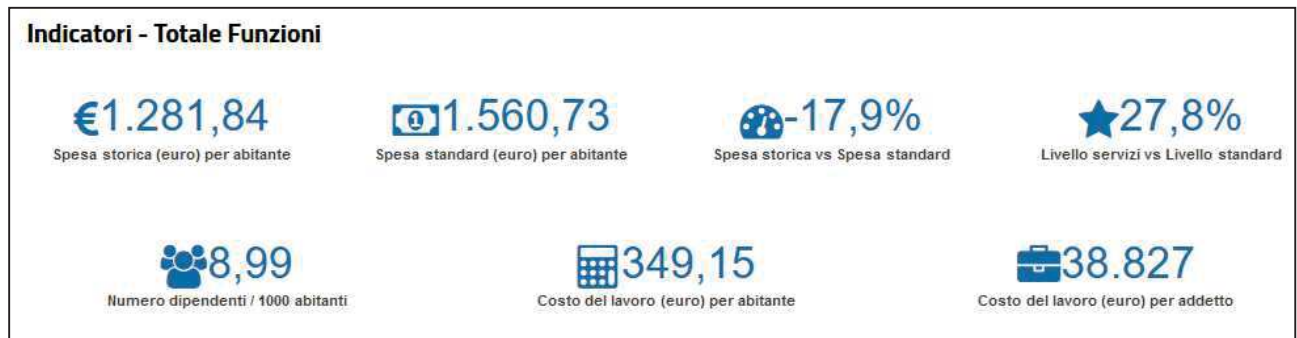 Indicatori - Totale Funzioni
€1.281,84
Spesa storica (euro) per abitante
1.560,73
Spesa standard (euro) per abitante
-17,9%
Spesa storica vs Spesa standard
27,8%
Livello servizi vs Livello standard
8,99
Numero dipendenti / 1000 abitanti
349,15
Costo del lavoro (euro) per abitante
38.827
Costo del lavoro (euro) per addetto